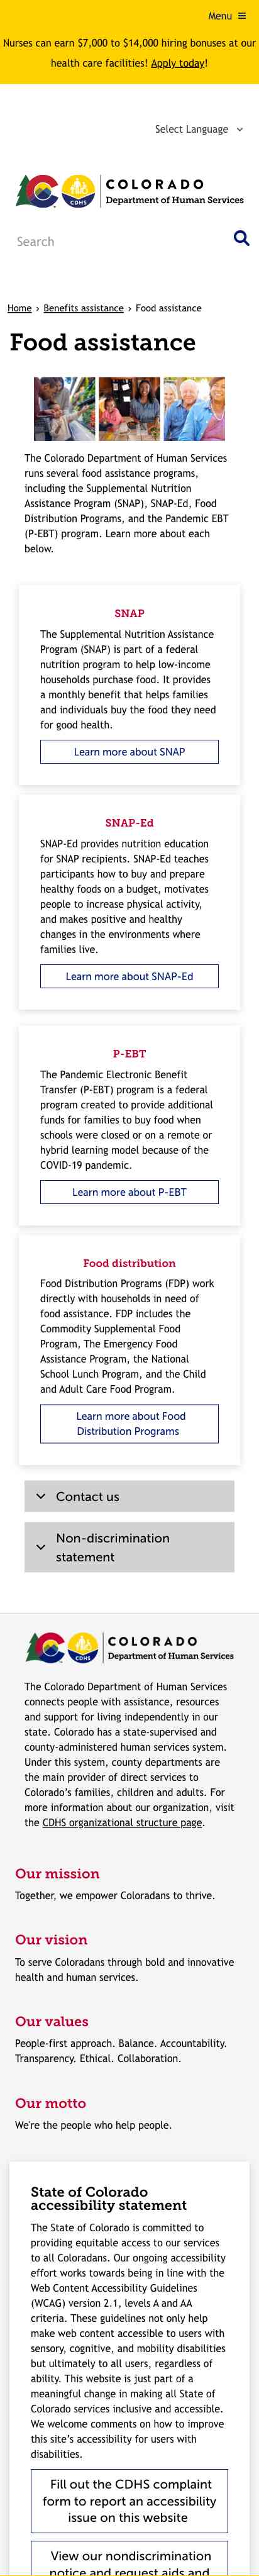 Menu
Nurses can earn $7,000 to $14,000 hiring bonuses at our
health care facilities! Apply today!
Select Language
CDHS
COLORADO
Department of Human Services
Search
Home › Benefits assistance › Food assistance
Food assistance
The Colorado Department of Human Services
runs several food assistance programs,
including the Supplemental Nutrition
Assistance Program (SNAP), SNAP-Ed, Food
Distribution Programs, and the Pandemic EBT
(P-EBT) program. Learn more about each
below.
SNAP
The Supplemental Nutrition Assistance
Program (SNAP) is part of a federal
nutrition program to help low-income
households purchase food. It provides
a monthly benefit that helps families
and individuals buy the food they need
for good health.
Learn more about SNAP
SNAP-Ed
SNAP-Ed provides nutrition education
for SNAP recipients. SNAP-Ed teaches
participants how to buy and prepare
healthy foods on a budget, motivates
people to increase physical activity,
and makes positive and healthy
changes in the environments where
families live.
Learn more about SNAP-Ed
P-EBT
The Pandemic Electronic Benefit
Transfer (P-EBT) program is a federal
program created to provide additional
funds for families to buy food when
schools were closed or on a remote or
hybrid learning model because of the
COVID-19 pandemic.
Learn more about P-EBT
Food distribution
Food Distribution Programs (FDP) work
directly with households in need of
food assistance. FDP includes the
Commodity Supplemental Food
Program, The Emergency Food
Assistance Program, the National
School Lunch Program, and the Child
and Adult Care Food Program.
Learn more about Food
Distribution Programs
Contact us
Non-discrimination
statement
CDHS
COLORADO
Department of Human Services
The Colorado Department of Human Services
connects people with assistance, resources
and support for living independently in our
state. Colorado has a state-supervised and
county-administered human services system.
Under this system, county departments are
the main provider of direct services to
Colorado's families, children and adults. For
more information about our organization, visit
the CDHS organizational structure page.
Our mission
Together, we empower Coloradans to thrive.
Our vision
To serve Coloradans through bold and innovative
health and human services.
Our values
People-first approach. Balance. Accountability.
Transparency. Ethical. Collaboration.
Our motto
We're the people who help people.
State of Colorado
accessibility statement
The State of Colorado is committed to
providing equitable access to our services
to all Coloradans. Our ongoing accessibility
effort works towards being in line with the
Web Content Accessibility Guidelines
(WCAG) version 2.1, levels A and AA
criteria. These guidelines not only help
make web content accessible to users with
sensory, cognitive, and mobility disabilities
but ultimately to all users, regardless of
ability. This website is just part of a
meaningful change in making all State of
Colorado services inclusive and accessible.
We welcome comments on how to improve
this site's accessibility for users with
disabilities.
Fill out the CDHS complaint
form to report an accessibility
issue on this website
View our nondiscrimination
notice and request aids and